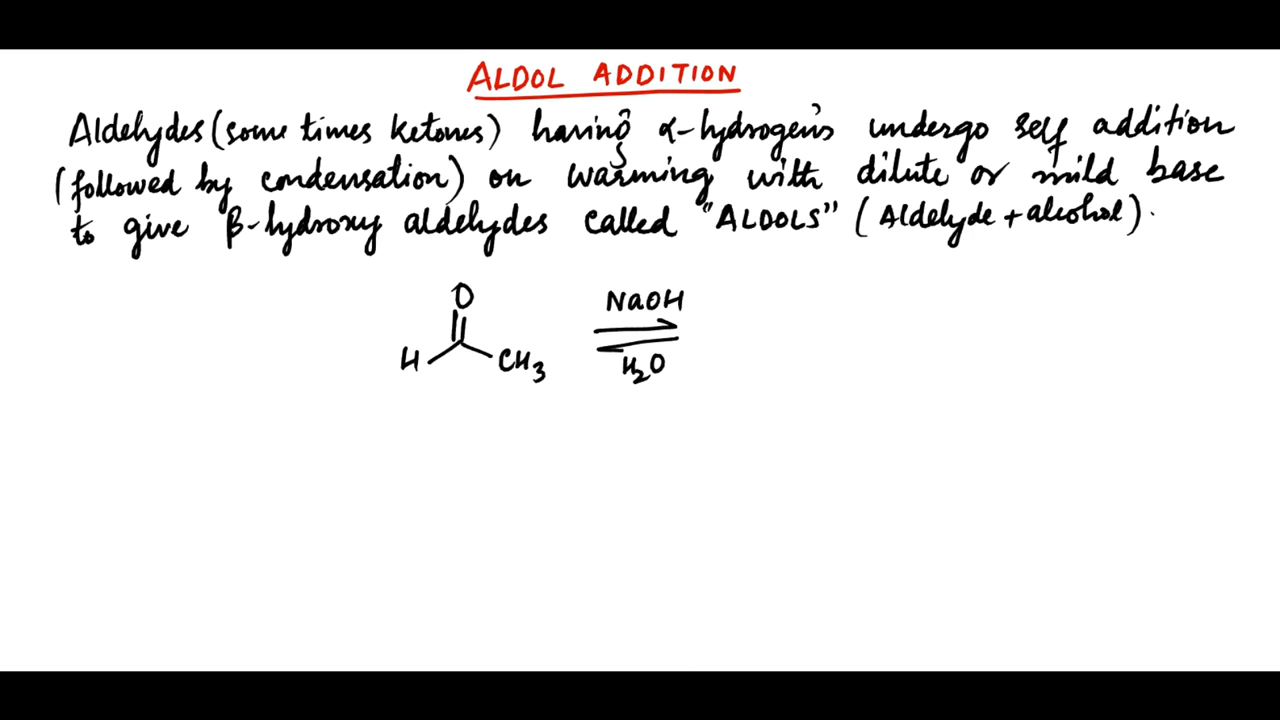 ALDOL ADDITION
Aldehydes (some times ketones) having α-hydrogens undergo self addition
(followed by condensation) on warming with dilute or mild base
to give β-hydroxy aldehydes called "ALDOLS" (Aldehyde + alcohol).
O NaOH
H CH3 H2O